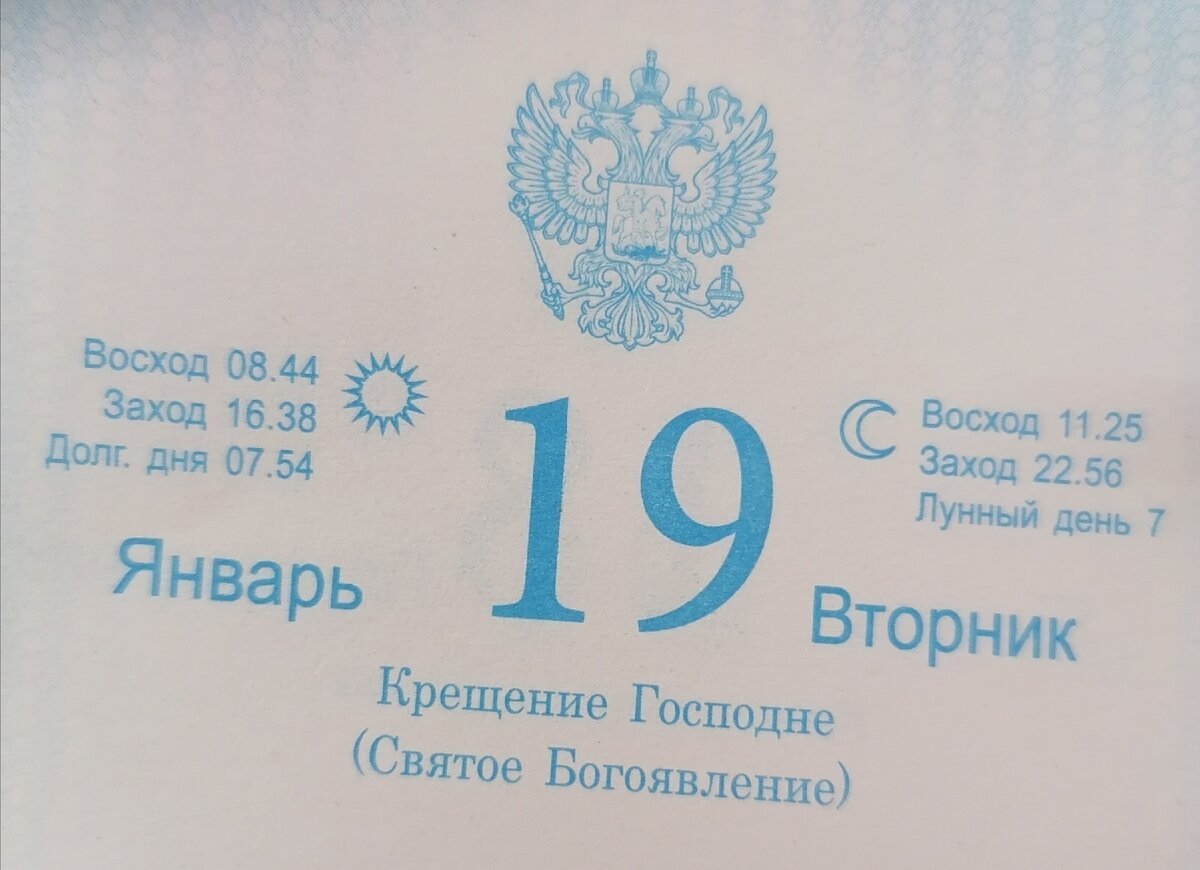 Восход 08.44
Заход 16.38
Долг. дня 07.54
19
Восход 11.25
Заход 22.56
Лунный день 7
Январь
Вторник
Крещение Господне
(Святое Богоявление)